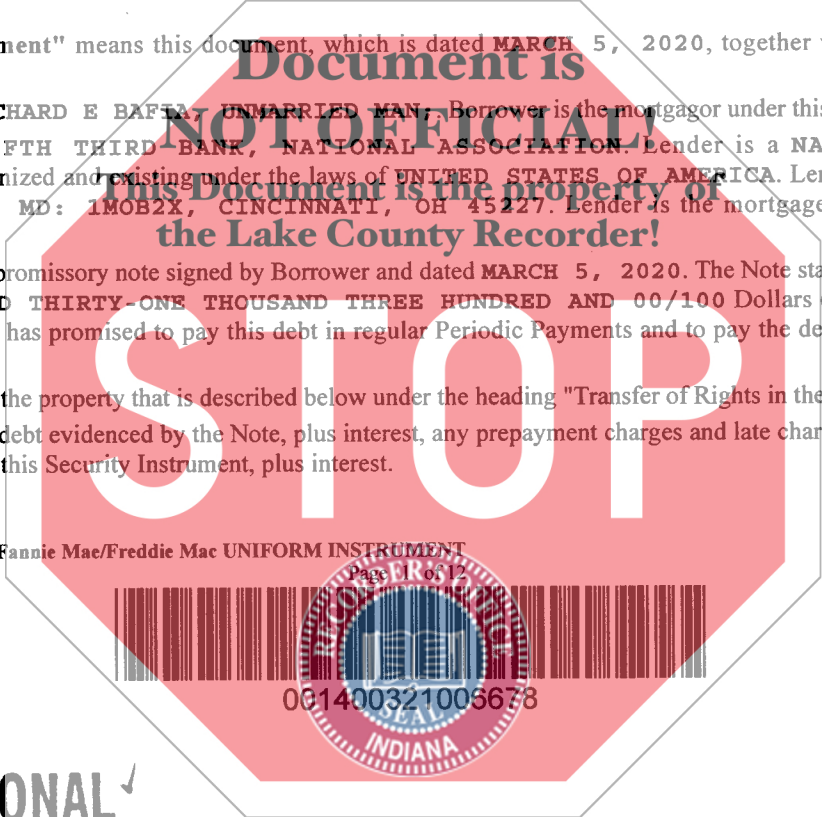 ment" means this document, which is dated MARCH 5, 2020, together
Document is
CHARD E BAFIA, UNMARRIED MAN; Borrower is the mortgagor under this
NOT OFFICIAL!
FTH THIRD BANK, NATIONAL ASSOCIATION. Lender is a NA
nized and existing under the laws of UNITED STATES OF AMERICA. Len
This Document is the property of
MD: 1MOB2X, CINCINNATI, OH 45227. Lender is the mortgage
the Lake County Recorder!
promissory note signed by Borrower and dated MARCH 5, 2020. The Note sta
D THIRTY-ONE THOUSAND THREE HUNDRED AND 00/100 Dollars
has promised to pay this debt in regular Periodic Payments and to pay the de
STOP
the property that is described below under the heading "Transfer of Rights in the
debt evidenced by the Note, plus interest, any prepayment charges and late char
this Security Instrument, plus interest.
Fannie Mae/Freddie Mac UNIFORM INSTRUMENT
Page 1 of 12
RECORDER'S OFFICE
SEAL
INDIANA
001400321006678
ONAL